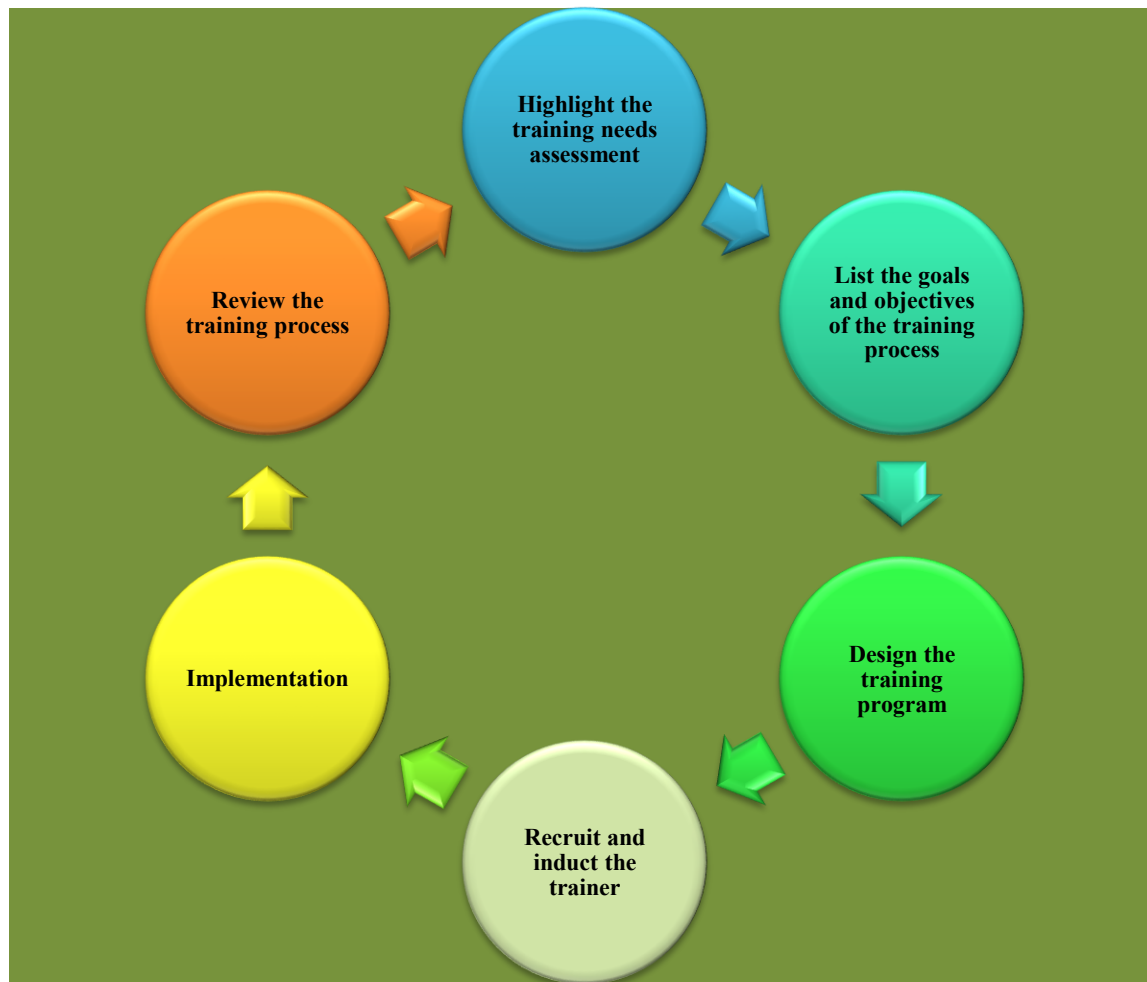 Highlight the
training needs
assessment
List the goals
and objectives
of the training
process
Design the
training
program
Recruit and
induct the
trainer
Implementation
Review the
training process